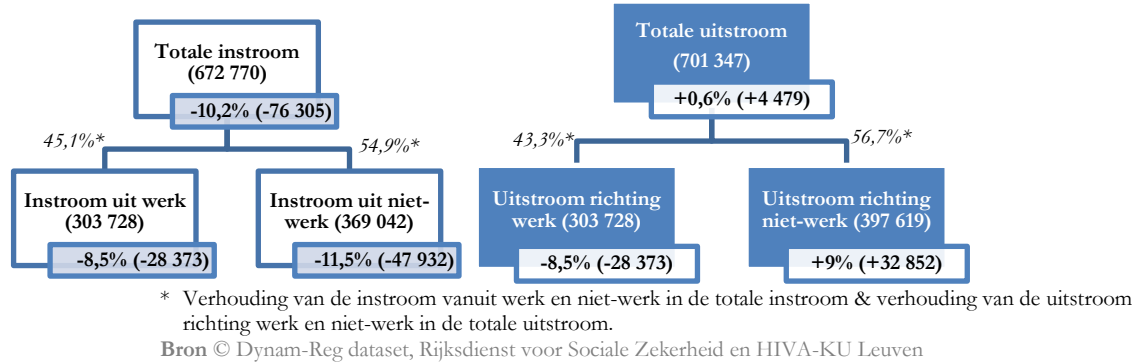 Totale instroom
(672 770)
-10,2% (-76 305)
45,1%*
54,9%*
Instroom uit werk
(303 728)
-8,5% (-28 373)
Instroom uit niet-
werk (369 042)
-11,5% (-47 932)
Totale uitstroom
(701 347)
+0,6% (+4 479)
43,3%*
56,7%*
Uitstroom richting
werk (303 728)
-8,5% (-28 373)
Uitstroom richting
niet-werk (397 619)
+9% (+32 852)
* Verhouding van de instroom vanuit werk en niet-werk in de totale instroom & verhouding van de uitstroom
richting werk en niet-werk in de totale uitstroom.
Bron © Dynam-Reg dataset, Rijksdienst voor Sociale Zekerheid en HIVA-KU Leuven